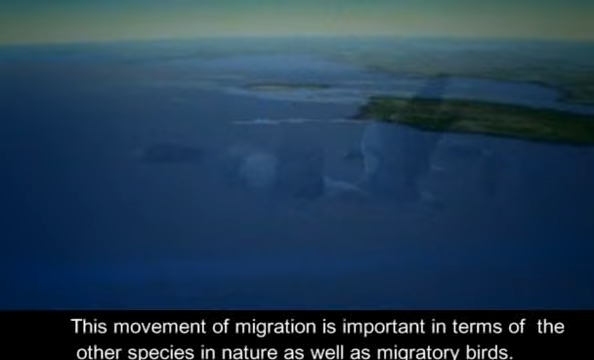 This movement of migration is important in terms of the
other species in nature as well as migratory birds.